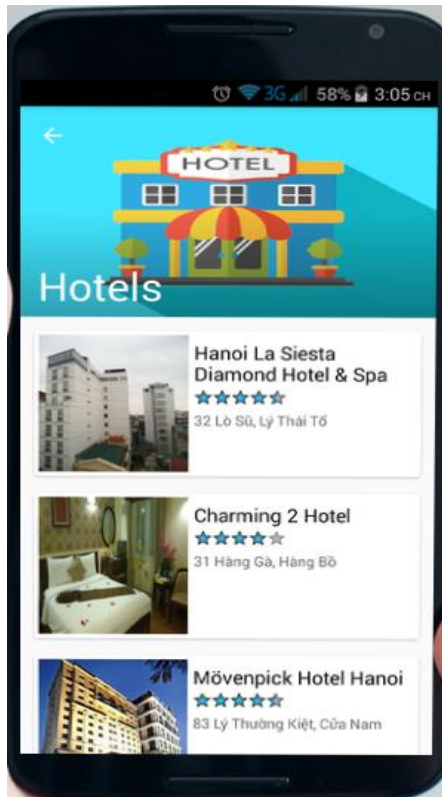 3G 58% 3:05 CH
HOTEL
Hotels
Hanoi La Siesta
Diamond Hotel & Spa
32 Lò Sũ, Lý Thái Tổ
Charming 2 Hotel
31 Hàng Gà, Hàng Bồ
Mövenpick Hotel Hanoi
83 Lý Thường Kiệt, Cửa Nam